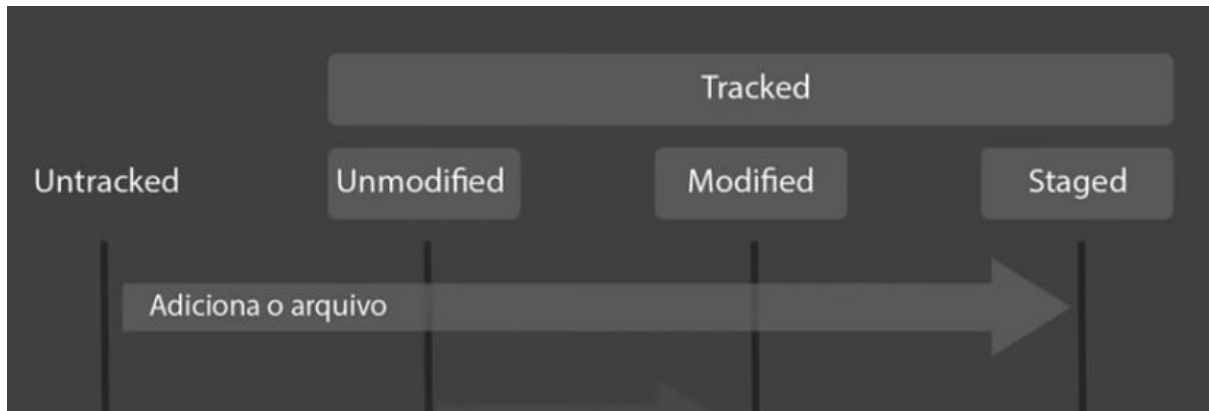 Tracked
Untracked
Unmodified
Modified
Staged
Adiciona o arquivo